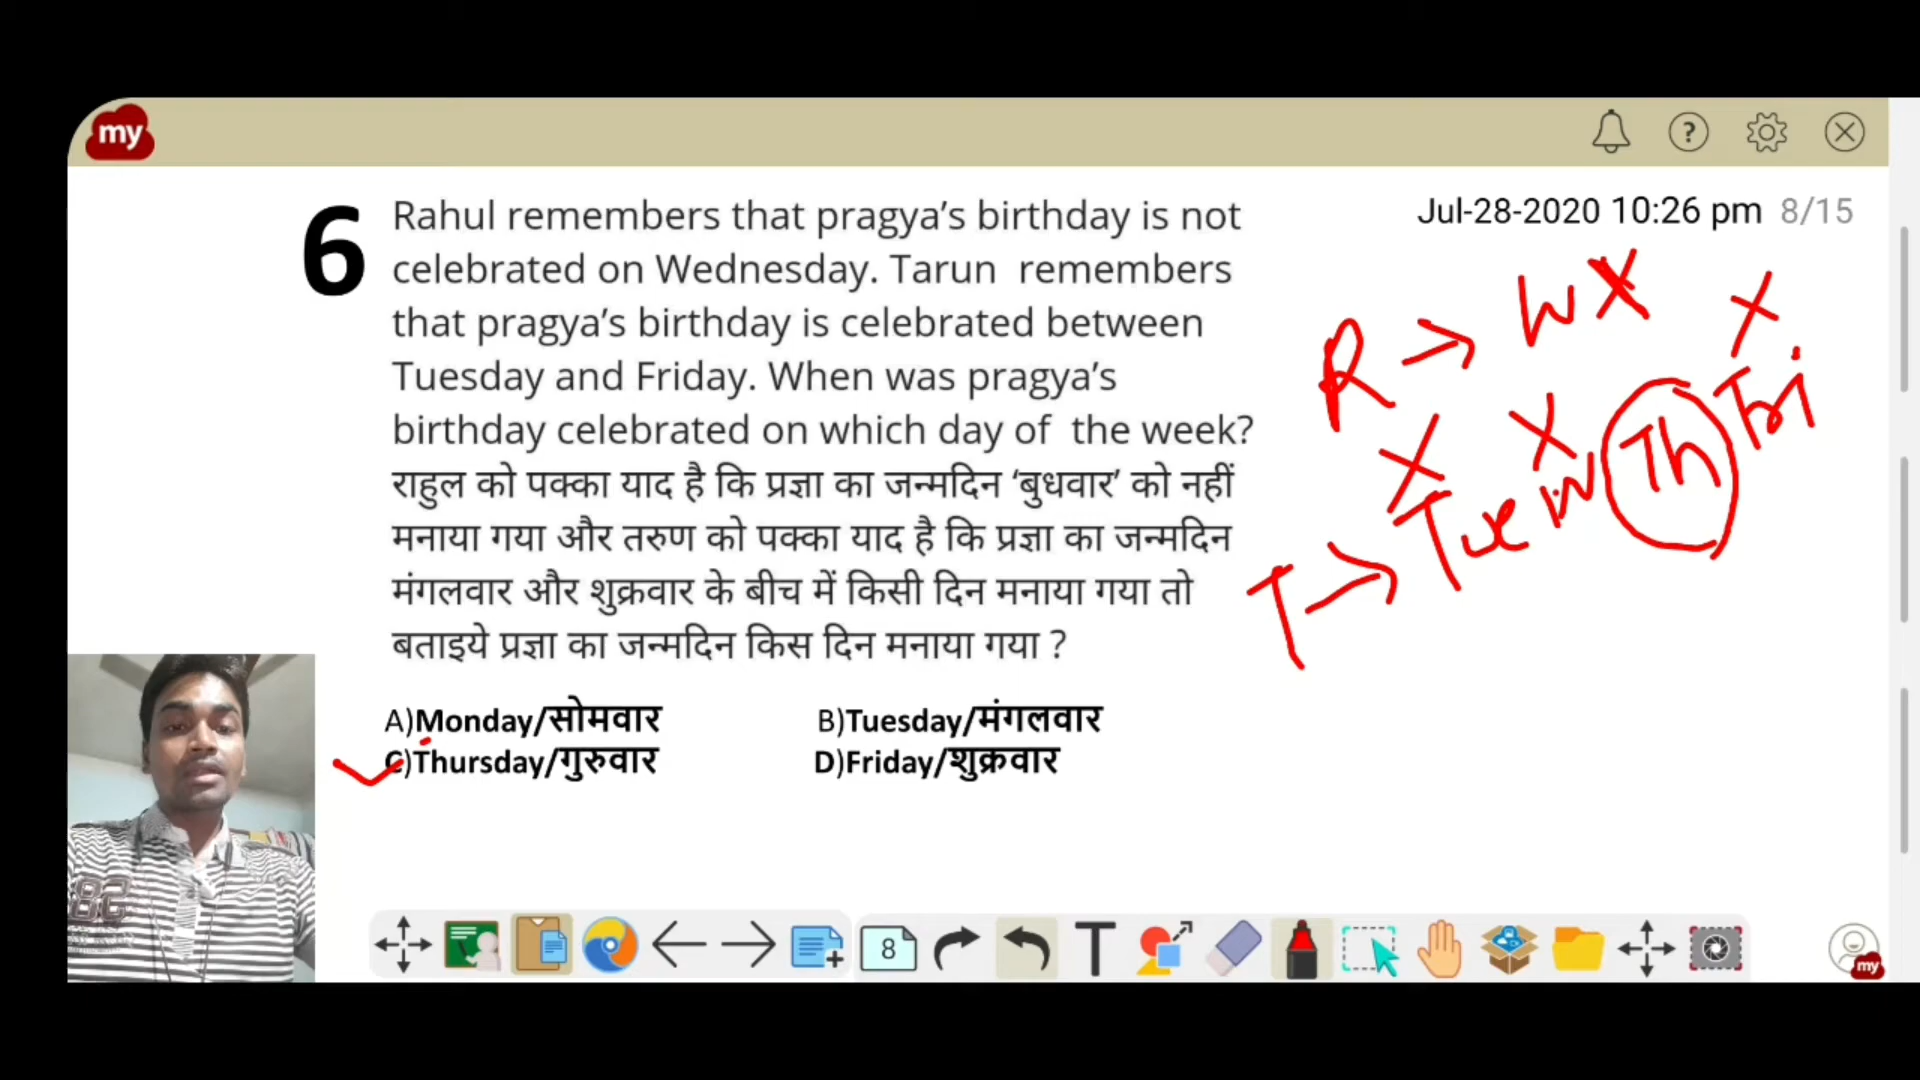 my
Jul-28-2020 10:26 pm 8/15
6
Rahul remembers that pragya’s birthday is not
celebrated on Wednesday. Tarun remembers
that pragya’s birthday is celebrated between
Tuesday and Friday. When was pragya’s
birthday celebrated on which day of the week?
राहुल को पक्का याद है कि प्रज्ञा का जन्मदिन ‘बुधवार’ को नहीं
मनाया गया और तरुण को पक्का याद है कि प्रज्ञा का जन्मदिन
मंगलवार और शुक्रवार के बीच में किसी दिन मनाया गया तो
बताइये प्रज्ञा का जन्मदिन किस दिन मनाया गया ?
R → W X
X X X
T → Tue W Th Fri
A)Monday/सोमवार B)Tuesday/मंगलवार
C)Thursday/गुरुवार D)Friday/शुक्रवार
82
8
T
my